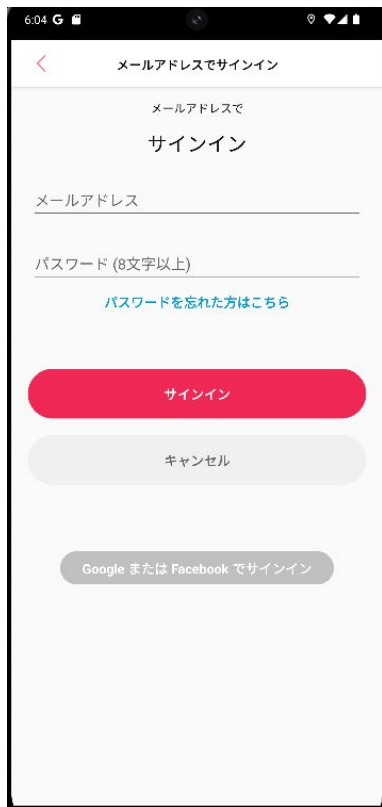 6:04 G
メールアドレスでサインイン
メールアドレスで
サインイン
メールアドレス
パスワード (8文字以上)
パスワードを忘れた方はこちら
サインイン
キャンセル
Google または Facebook でサインイン